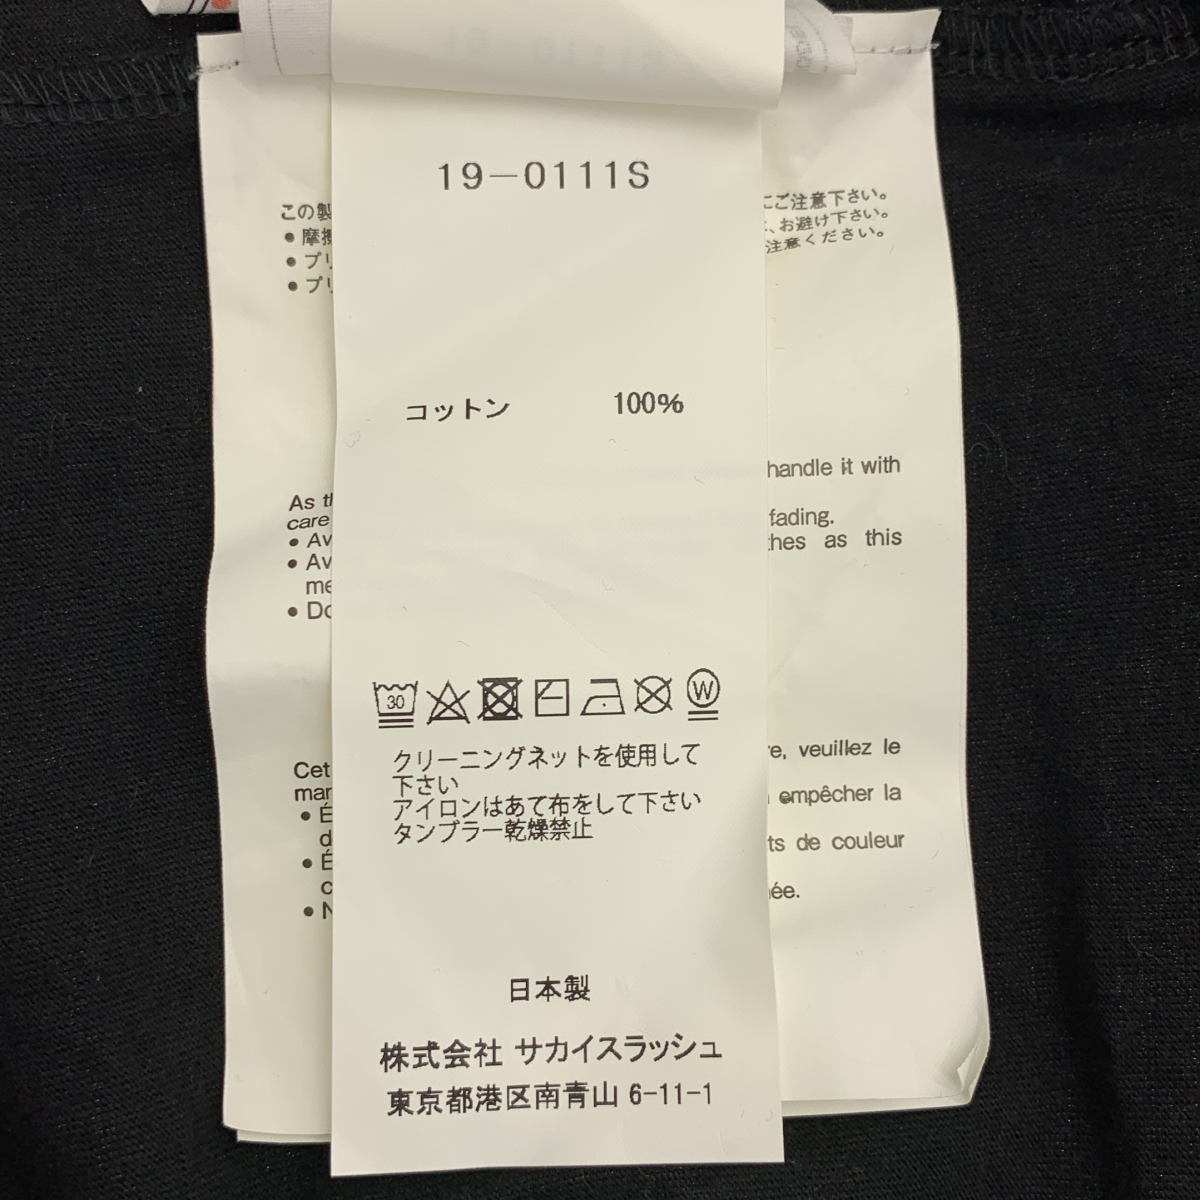 19-0111S
コットン 100%
30
W
クリーニングネットを使用して
下さい
アイロンはあて布をして下さい
タンブラー乾燥禁止
日本製
株式会社 サカイスラッシュ
東京都港区南青山 6-11-1
この製
にご注意下さい。
● 摩擦
、お避け下さい。
● プリ
注意ください。
● プリ
As th
handle it with
care
● Av
fading.
● Av
thes as this
me
● Do
Cet
re, veuillez le
mar
● É
empêcher la
d
● É
ts de couleur
c
● N
née.